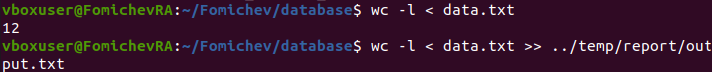 vboxuser@FomichevRA:~/Fomichev/database$ wc -l < data.txt
12
vboxuser@FomichevRA:~/Fomichev/database$ wc -l < data.txt >> ../temp/report/out
put.txt